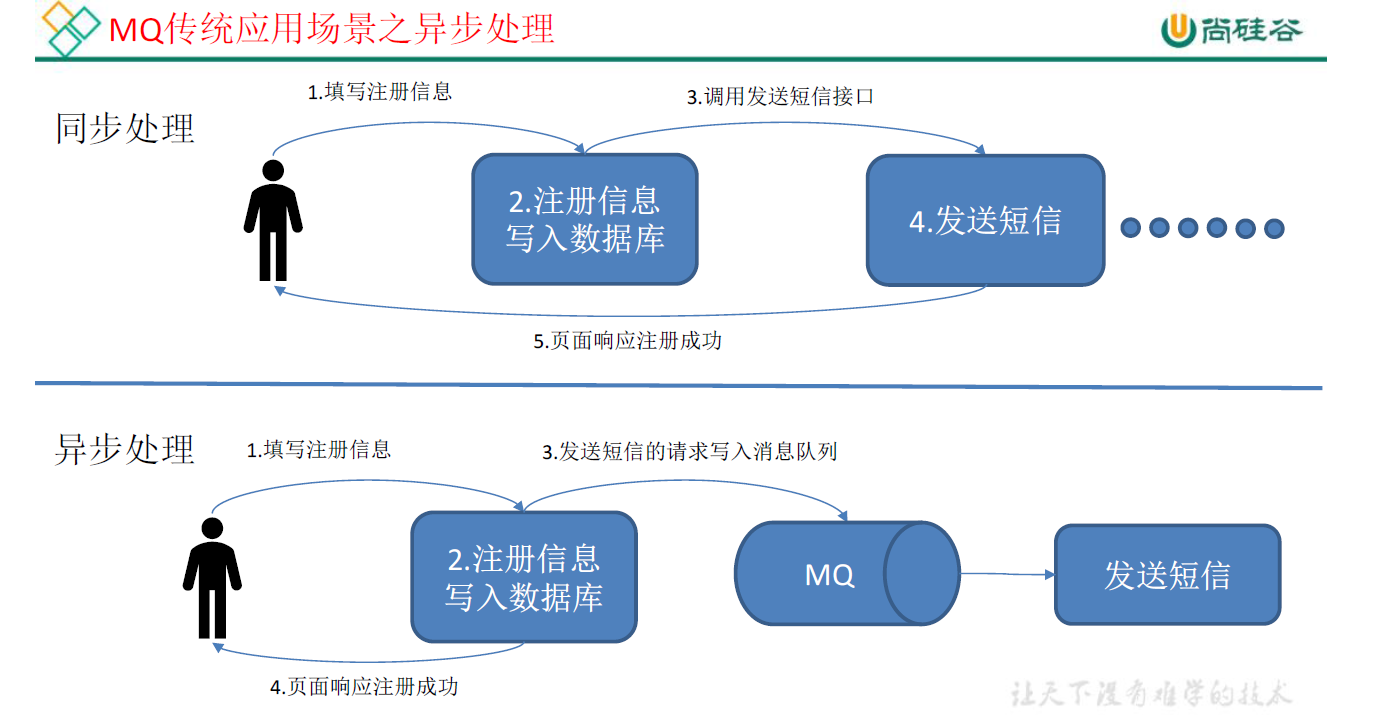 MQ传统应用场景之异步处理
尚硅谷
同步处理
1.填写注册信息
3.调用发送短信接口
2.注册信息
写入数据库
4.发送短信
5.页面响应注册成功
异步处理
1.填写注册信息
3.发送短信的请求写入消息队列
2.注册信息
写入数据库
MQ
发送短信
4.页面响应注册成功
让天下没有难学的技术